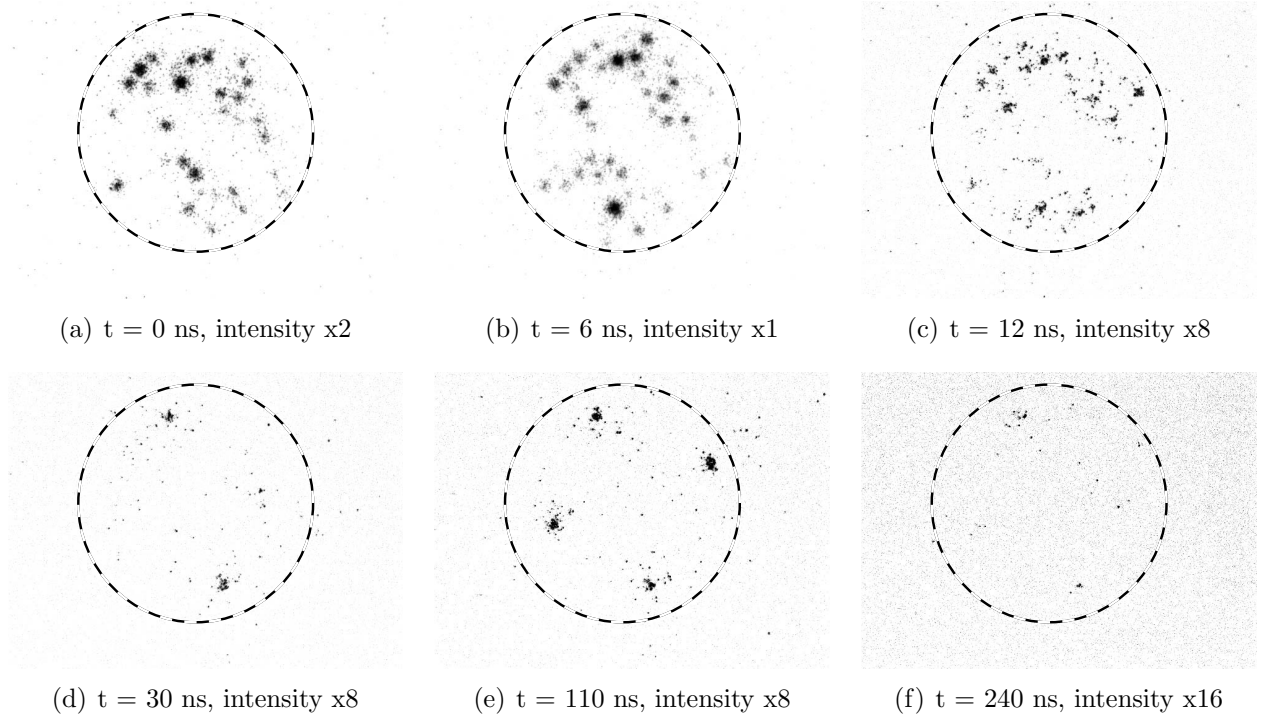 (a) t = 0 ns, intensity x2
(b) t = 6 ns, intensity x1
(c) t = 12 ns, intensity x8
(d) t = 30 ns, intensity x8
(e) t = 110 ns, intensity x8
(f) t = 240 ns, intensity x16